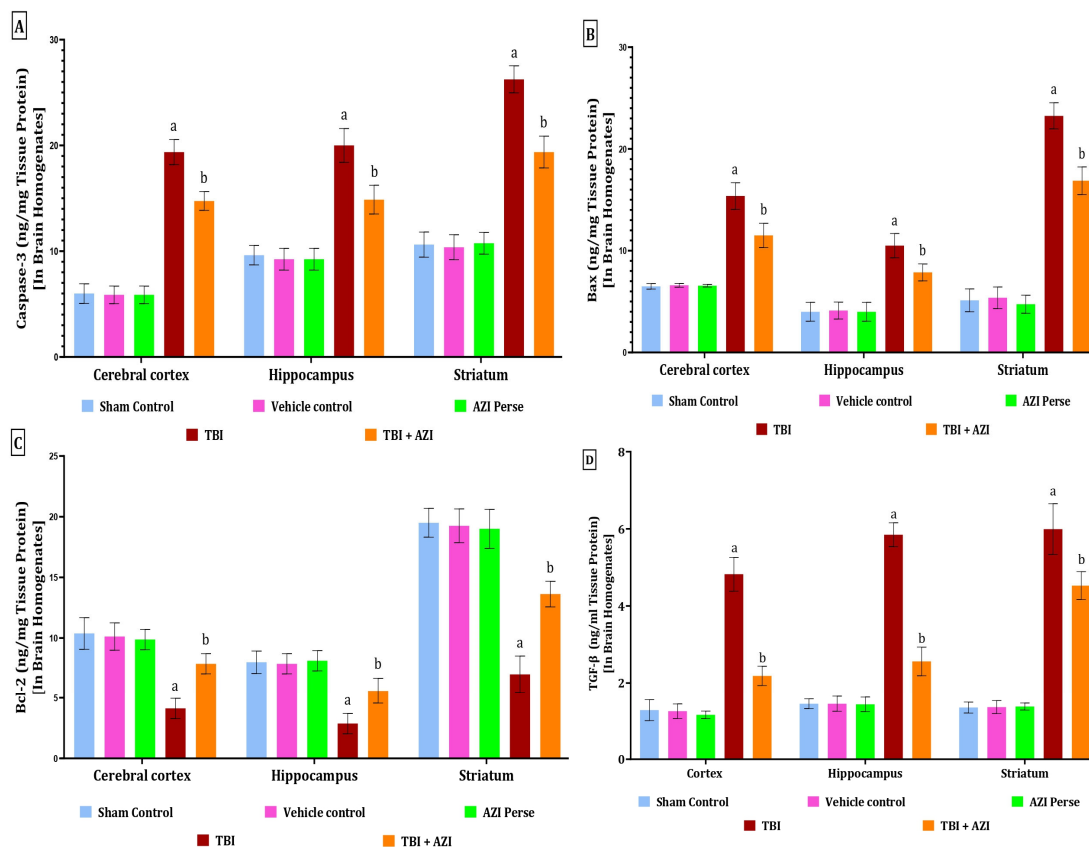 A
Caspase-3 (ng/mg Tissue Protein)
[In Brain Homogenates]
30
20
10
0
a
b
a
b
a
b
Cerebral cortex
Hippocampus
Striatum
Sham Control
Vehicle control
AZI Perse
TBI
TBI + AZI
B
Bax (ng/mg Tissue Protein)
[In Brain Homogenates]
30
20
10
0
a
b
a
b
a
b
Cerebral cortex
Hippocampus
Striatum
Sham Control
Vehicle control
AZI Perse
TBI
TBI + AZI
C
Bcl-2 (ng/mg Tissue Protein)
[In Brain Homogenates]
25
20
15
10
5
0
a
b
a
b
a
b
Cerebral cortex
Hippocampus
Striatum
Sham Control
Vehicle control
AZI Perse
TBI
TBI + AZI
D
TGF-β (ng/ml Tissue Protein)
[In Brain Homogenates]
8
6
4
2
0
a
b
a
b
a
b
Cortex
Hippocampus
Striatum
Sham Control
Vehicle control
AZI Perse
TBI
TBI + AZI